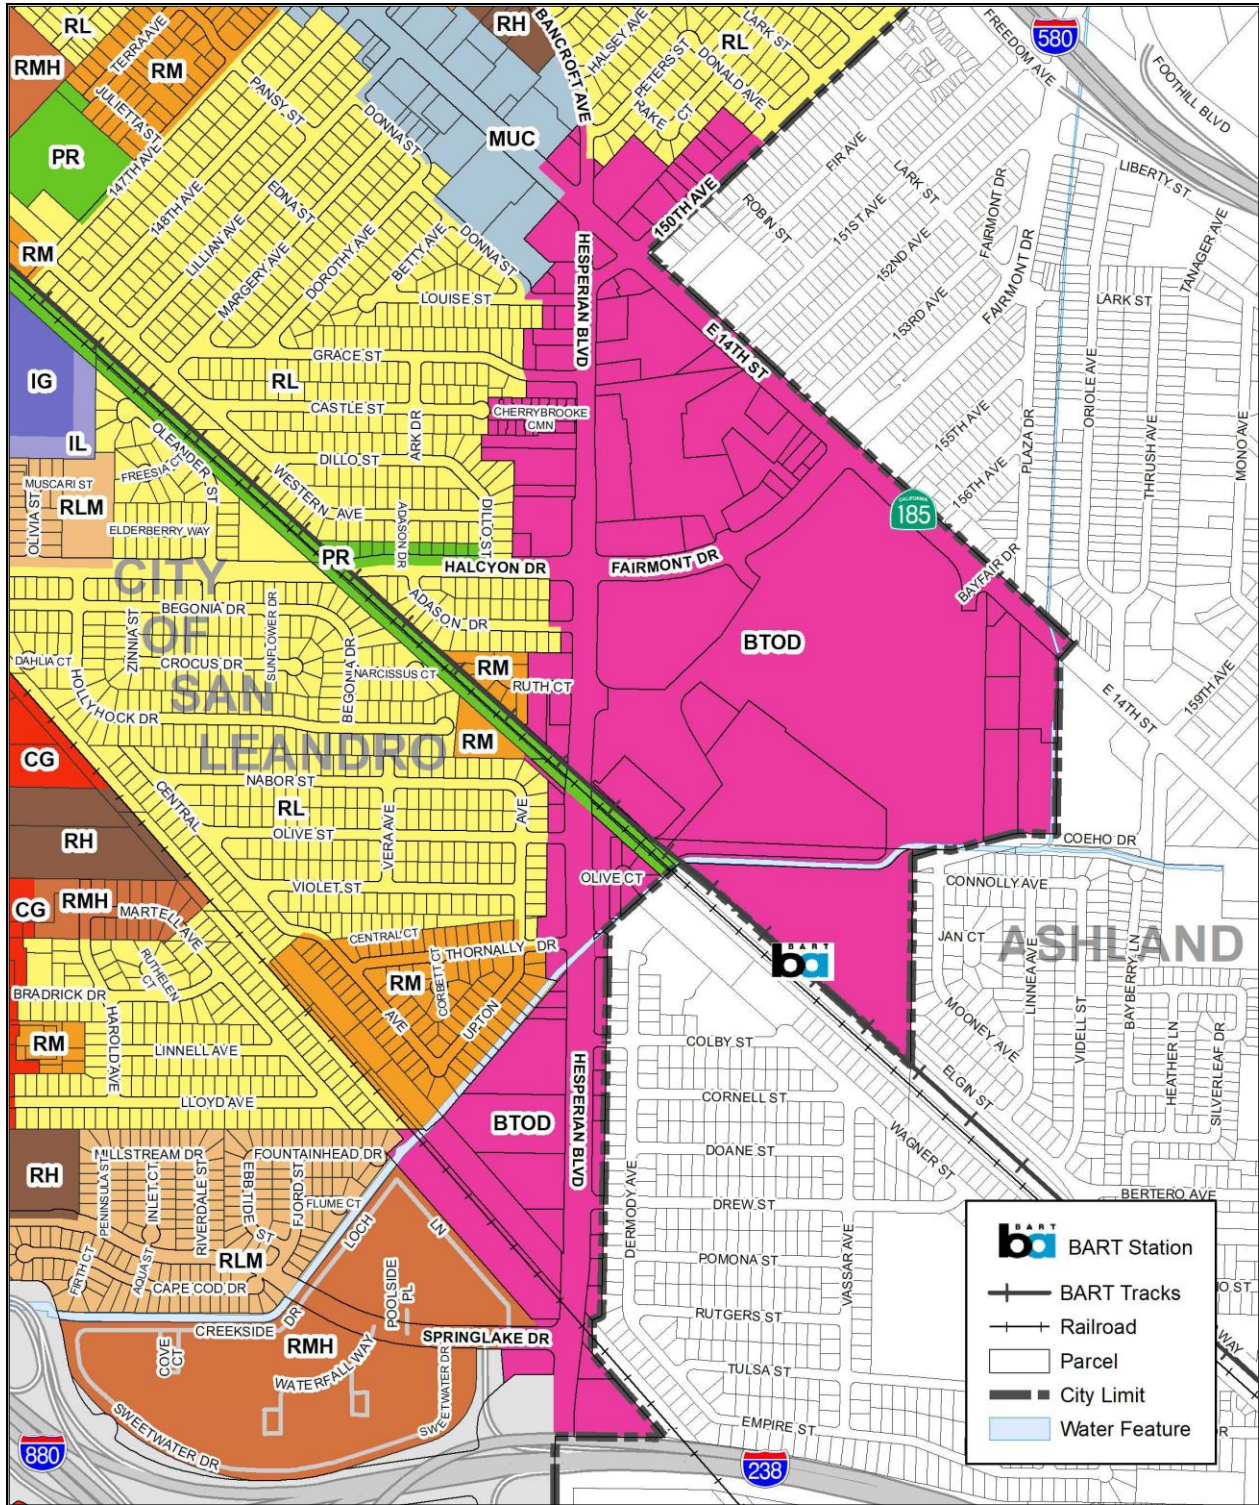 RL
TERRA AVE
RMH
RM
JULIETTA ST
PR
147TH AVE
PANSY ST
DONNA ST
RH
BANCROFT AVE
HALSEY AVE
LARK ST
RL
PETERS ST
DONALD AVE
RAKE CT
MUC
FREEDOM AVE
580
FOOTHILL BLVD
148TH AVE
EDNA ST
LILLIAN AVE
MARGERY AVE
DOROTHY AVE
BETTY AVE
DONNA ST
LOUISE ST
150TH AVE
FIR AVE
LARK ST
ROBIN ST
151ST AVE
152ND AVE
153RD AVE
FAIRMONT DR
FAIRMONT DR
LIBERTY ST
TANAGER AVE
LARK ST
RM
IG
IL
HESPERIAN BLVD
E 14TH ST
GRACE ST
RL
CASTLE ST
ARK DR
CHERRYBROOKE
CMN
DILLO ST
DILLO ST
OLEANDER ST
FREESIA CT
WESTERN AVE
ADASON DR
MUSCARI ST
RLM
OLIVIA ST
ELDERBERRY WAY
PR
HALCYON DR
FAIRMONT DR
CALIFORNIA
185
155TH AVE
156TH AVE
PLAZA DR
ORIOLE AVE
THRUSH AVE
MONO AVE
BAYFAIR DR
CITY
OF
SAN
LEANDRO
BEGONIA DR
ZINNIA ST
SUNFLOWER DR
ADASON DR
DAHLIA CT
CROCUS DR
NARCISSUS CT
BEGONIA DR
HOLLYHOCK DR
RM
RUTH CT
RM
BTOD
E 14TH ST
159TH AVE
CG
CENTRAL
NABOR ST
RL
OLIVE ST
VERA AVE
AVE
RH
VIOLET ST
OLIVE CT
COEHO DR
CONNOLLY AVE
CG
RMH
MARTELL AVE
CENTRAL CT
THORNALLY DR
CORBETT CT
RM
AVE
UPTON
RUTHELEN
CT
BRADRICK DR
HAROLD AVE
RM
LINNELL AVE
LLOYD AVE
BART
ba
JAN CT
ASHLAND
LINNEA AVE
BAYBERRY LN
MOONEY AVE
VIDELL ST
HEATHER LN
SILVERLEAF DR
ELGIN ST
COLBY ST
CORNELL ST
WAGNER ST
BTOD
HESPERIAN BLVD
DOANE ST
DERMODY AVE
DREW ST
POMONA ST
VASSAR AVE
RUTGERS ST
TULSA ST
EMPIRE ST
BERTERO AVE
RH
MILLSTREAM DR
FOUNTAINHEAD DR
PENINSULA ST
INLET CT
RIVERDALE ST
EBB TIDE
ST
FJORD ST
FLUME CT
LOCH
LN
FIRTH CT
AQUA ST
RLM
CAPE COD DR
CREEKSIDE
DR
POOLSIDE
PL
RMH
SPRINGLAKE DR
COVE
CT
WATERFALL WAY
SWEETWATER DR
SWEETWATER DR
880
238
BART
ba BART Station
BART Tracks
Railroad
Parcel
City Limit
Water Feature
WAY